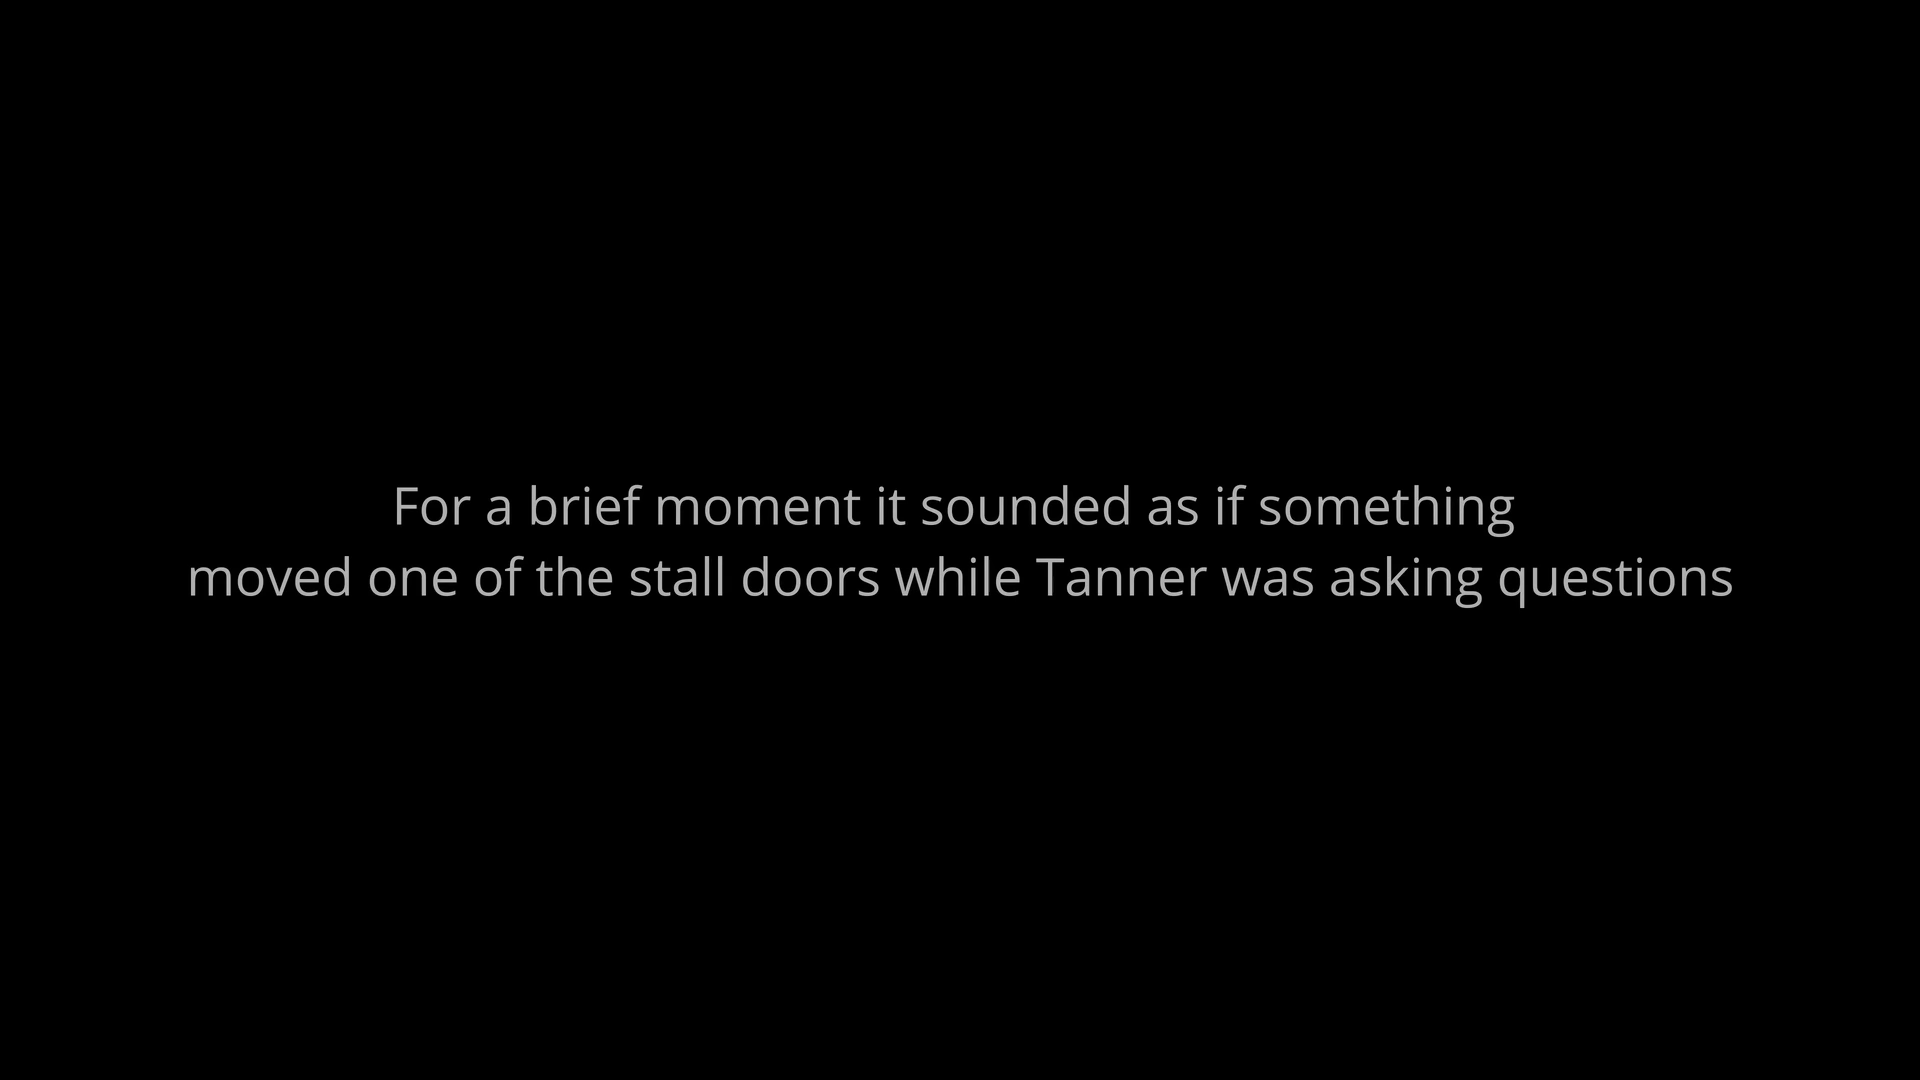 For a brief moment it sounded as if something
moved one of the stall doors while Tanner was asking questions